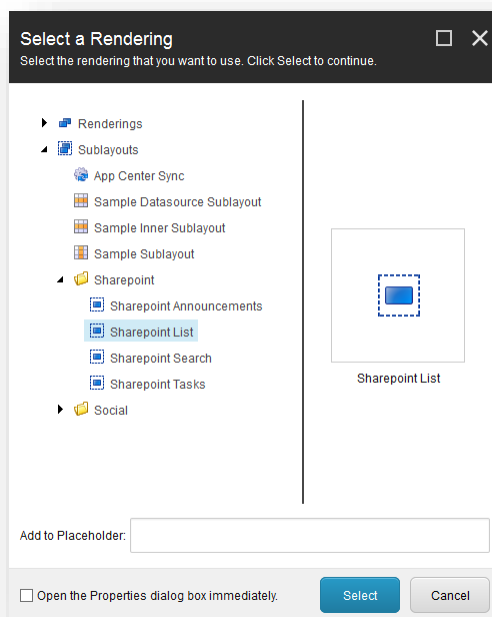 Select a Rendering
Select the rendering that you want to use. Click Select to continue.
Renderings
Sublayouts
App Center Sync
Sample Datasource Sublayout
Sample Inner Sublayout
Sample Sublayout
Sharepoint
Sharepoint Announcements
Sharepoint List
Sharepoint Search
Sharepoint Tasks
Social
Sharepoint List
Add to Placeholder:
Open the Properties dialog box immediately.
Select
Cancel